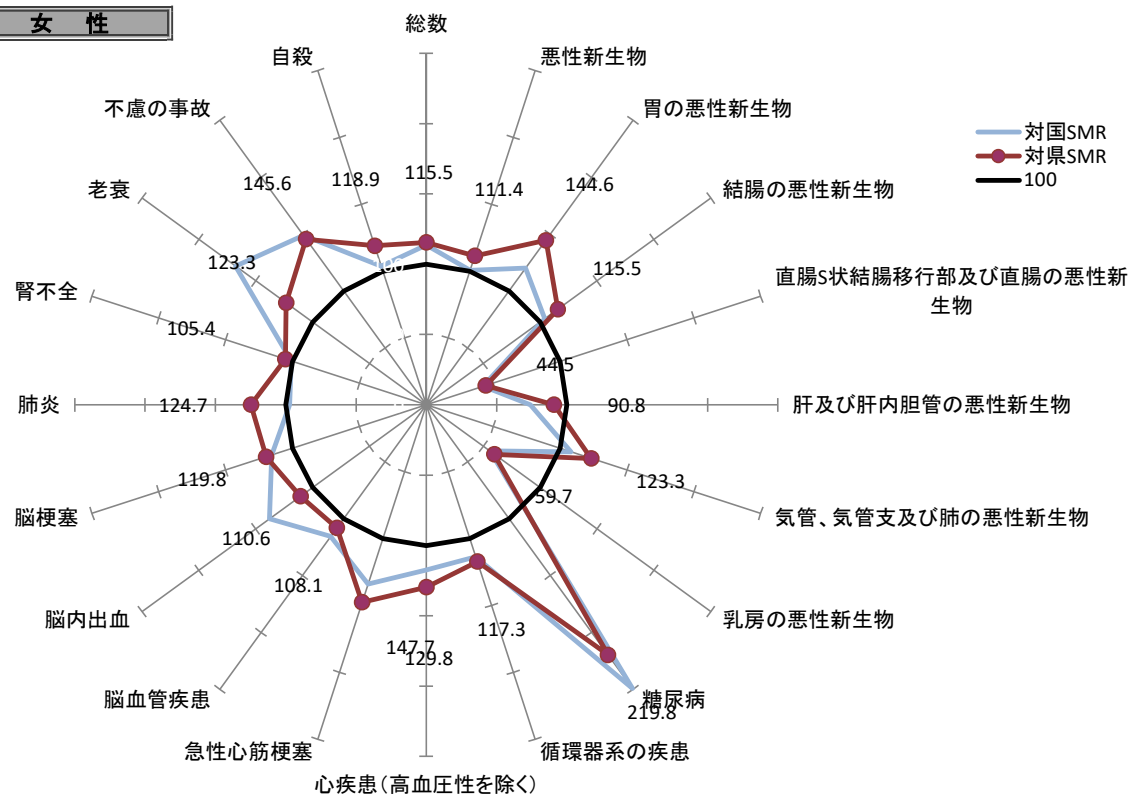 女 性
総数
自殺
悪性新生物
不慮の事故
胃の悪性新生物
対国SMR
対県SMR
100
老衰
145.6
118.9
115.5
111.4
144.6
結腸の悪性新生物
123.3
100
115.5
直腸S状結腸移行部及び直腸の悪性新
生物
腎不全
105.4
44.5
肺炎
124.7
90.8
肝及び肝内胆管の悪性新生物
119.8
123.3
脳梗塞
59.7
気管、気管支及び肺の悪性新生物
110.6
脳内出血
108.1
117.3
乳房の悪性新生物
147.7
129.8
脳血管疾患
糖尿病
219.8
急性心筋梗塞
循環器系の疾患
心疾患（高血圧性を除く）